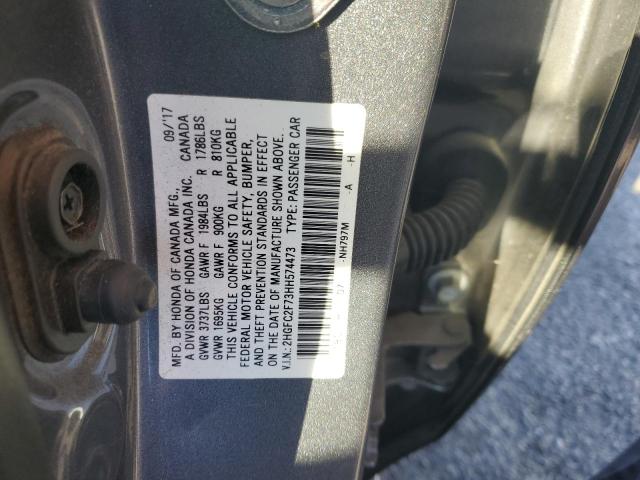 MFD. BY HONDA OF CANADA MFG., 09/17
A DIVISION OF HONDA CANADA INC. CANADA
GVWR 3737LBS GAWR F 1984LBS R 1786LBS
GVWR 1695KG GAWR F 900KG R 810KG
THIS VEHICLE CONFORMS TO ALL APPLICABLE
FEDERAL MOTOR VEHICLE SAFETY, BUMPER,
AND THEFT PREVENTION STANDARDS IN EFFECT
ON THE DATE OF MANUFACTURE SHOWN ABOVE.
V.I.N.: 2HGFC2F73HH574473 TYPE: PASSENGER CAR
NH797M A H